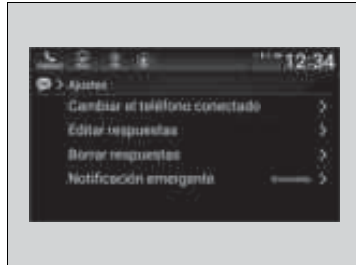 12:34
> Ajustes
Cambiar el teléfono conectado >
Editar respuestas >
Borrar respuestas >
Notificación emergente >